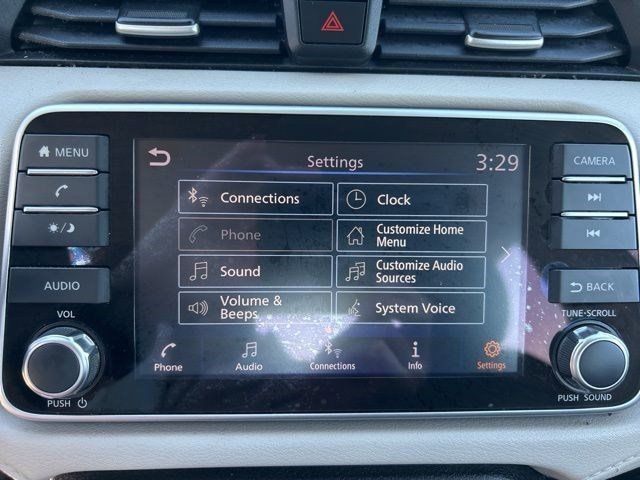 MENU
CAMERA
Settings
3:29
Connections
Clock
Phone
Customize Home
Menu
Sound
Customize Audio
Sources
Volume &
Beeps
System Voice
AUDIO
BACK
VOL
TUNE·SCROLL
Phone
Audio
Connections
Info
Settings
PUSH
PUSH SOUND